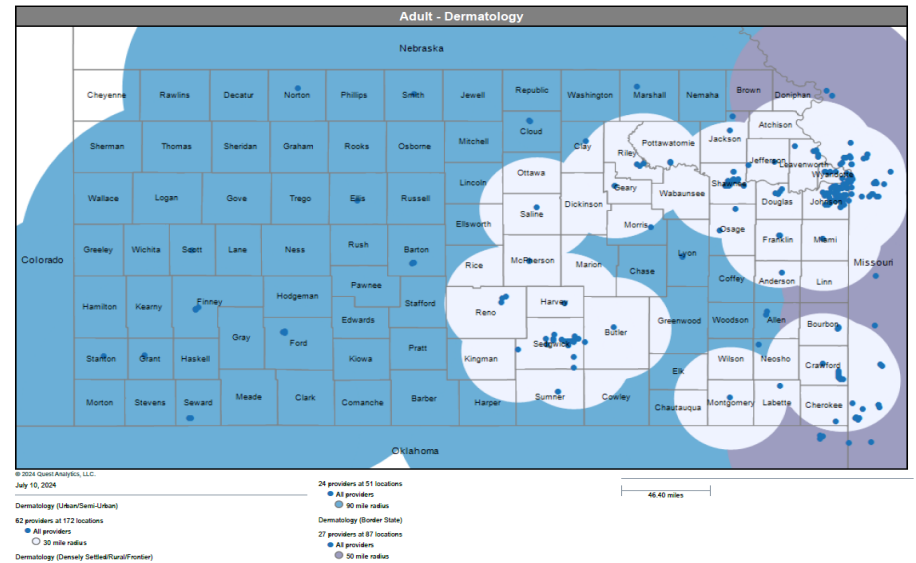 Adult - Dermatology
Nebraska
Cheyenne Rawlins Decatur Norton Phillips Smith Jewell Republic Washington Marshall Nemaha Brown Doniphan
Sherman Thomas Sheridan Graham Rooks Osborne Mitchell Cloud Clay Riley Pottawatomie Jackson Atchison
Jefferson Leavenworth Wyandotte
Wallace Logan Gove Trego Ellis Russell Lincoln Ottawa Geary Wabaunsee Shawnee Douglas Johnson
Saline Dickinson Morris Osage
Ellsworth
Colorado Greeley Wichita Scott Lane Ness Rush Barton Rice McPherson Marion Chase Lyon Coffey Franklin Miami Missouri
Anderson Linn
Hamilton Kearny Finney Hodgeman Pawnee Stafford Reno Harvey Butler Greenwood Woodson Allen Bourbon
Gray Ford Edwards
Stanton Grant Haskell Kiowa Pratt Kingman Sedgwick Elk Wilson Neosho Crawford
Morton Stevens Seward Meade Clark Comanche Barber Harper Sumner Cowley Chautauqua Montgomery Labette Cherokee
Oklahoma
© 2024 Quest Analytics, LLC.
July 10, 2024
Dermatology (Urban/Semi-Urban)
62 providers at 172 locations
All providers
30 mile radius
Dermatology (Densely Settled/Rural/Frontier)
24 providers at 51 locations
All providers
90 mile radius
Dermatology (Border State)
27 providers at 87 locations
All providers
50 mile radius
46.40 miles